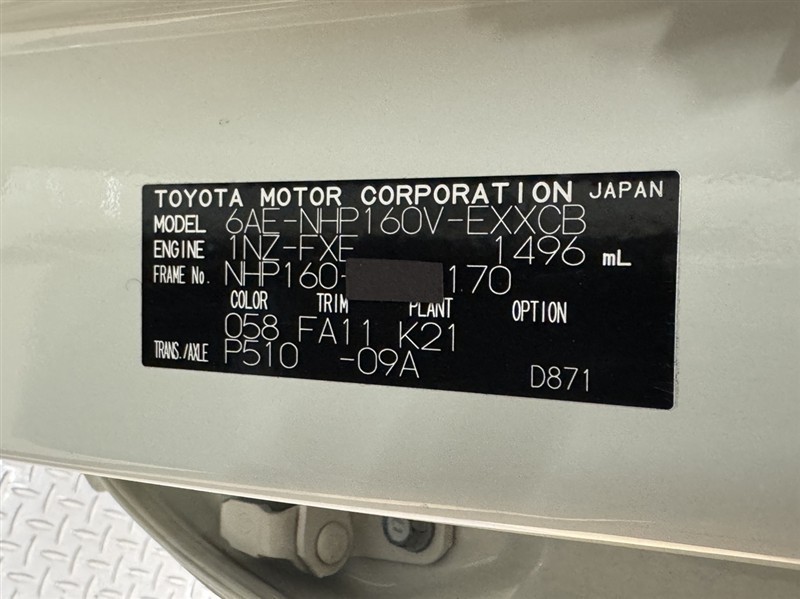 TOYOTA MOTOR CORPORATION JAPAN
MODEL 6AE-NHP160V-EXXCB
ENGINE 1NZ-FXE 1496 mL
FRAME No. NHP160- 170
COLOR TRIM PLANT OPTION
058 FA11 K21
TRANS./AXLE P510 -09A D871